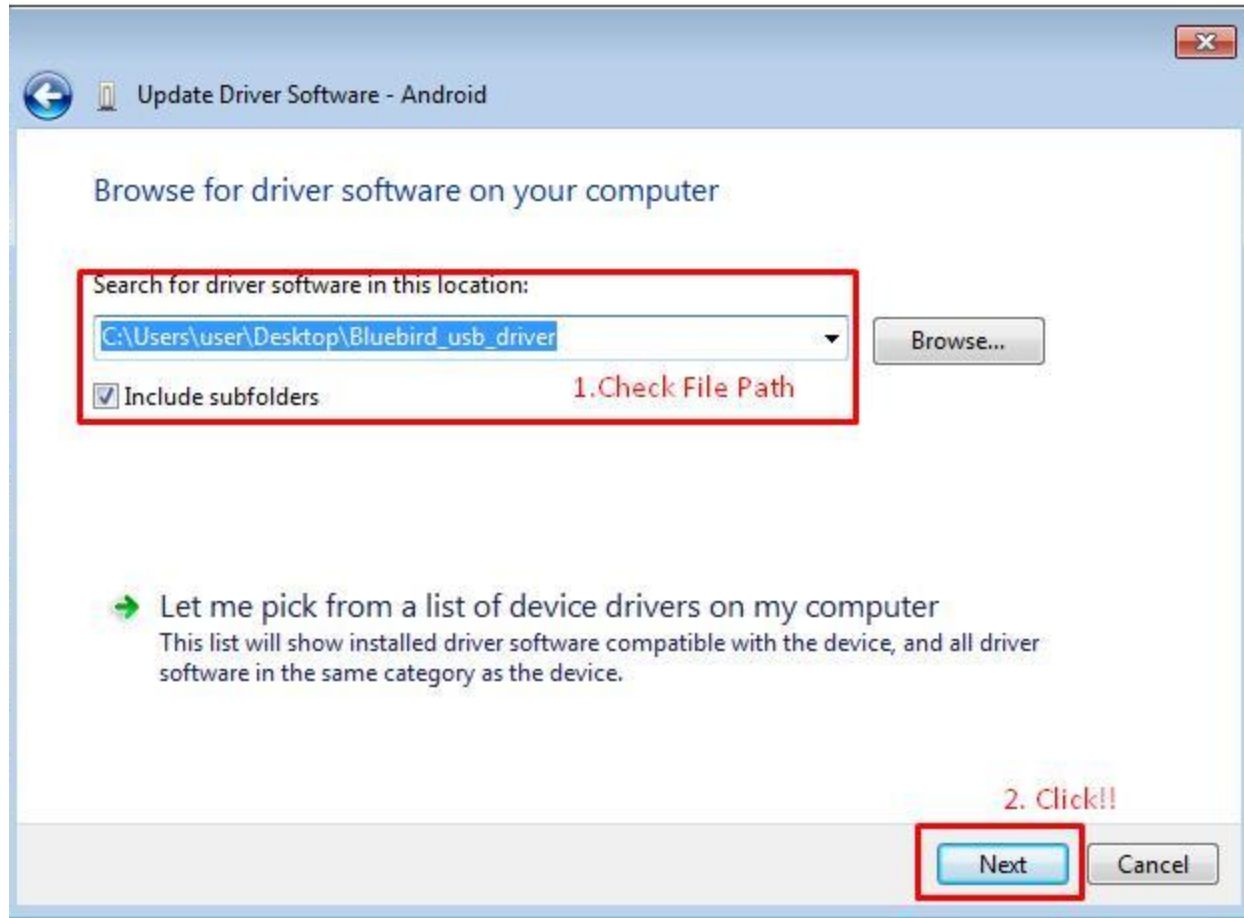 Update Driver Software - Android
Browse for driver software on your computer
Search for driver software in this location:
C:\Users\user\Desktop\Bluebird_usb_driver
Browse...
Include subfolders
1.Check File Path
Let me pick from a list of device drivers on my computer
This list will show installed driver software compatible with the device, and all driver
software in the same category as the device.
2. Click!!
Next
Cancel